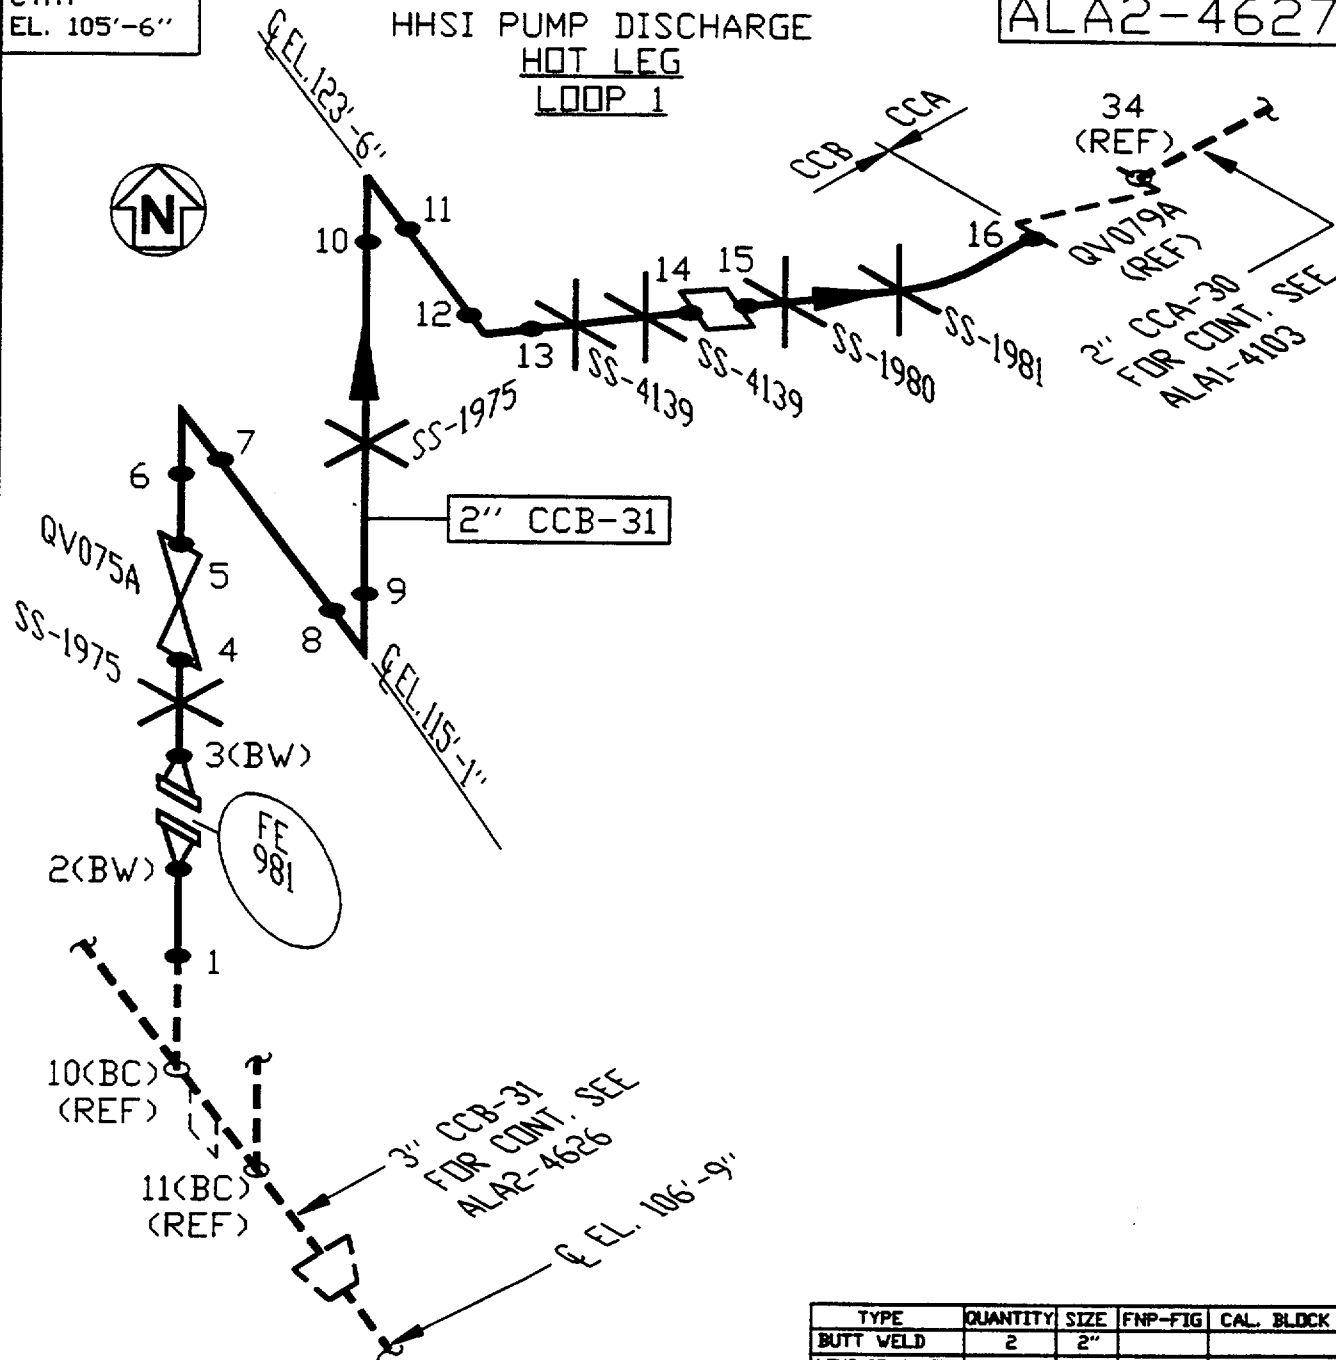 EL. 105'-6"
HHSI PUMP DISCHARGE
HOT LEG
LOOP 1
ALA2-4627
N
℄ EL. 123'-6"
CCB
CCA
34
(REF)
QV079A
(REF)
2" CCA-30
FOR CONT. SEE
ALA1-4103
10
11
12
13
14
15
16
SS-4139
SS-4139
SS-1980
SS-1981
SS-1975
2" CCB-31
6
7
QV075A
5
SS-1975
4
8
9
℄ EL. 115'-1"
3(BW)
FE
981
2(BW)
1
10(BC)
(REF)
11(BC)
(REF)
3" CCB-31
FOR CONT. SEE
ALA2-4626
℄ EL. 106'-9"
TYPE QUANTITY SIZE FNP-FIG CAL. BLOCK
BUTT WELD 2 2"